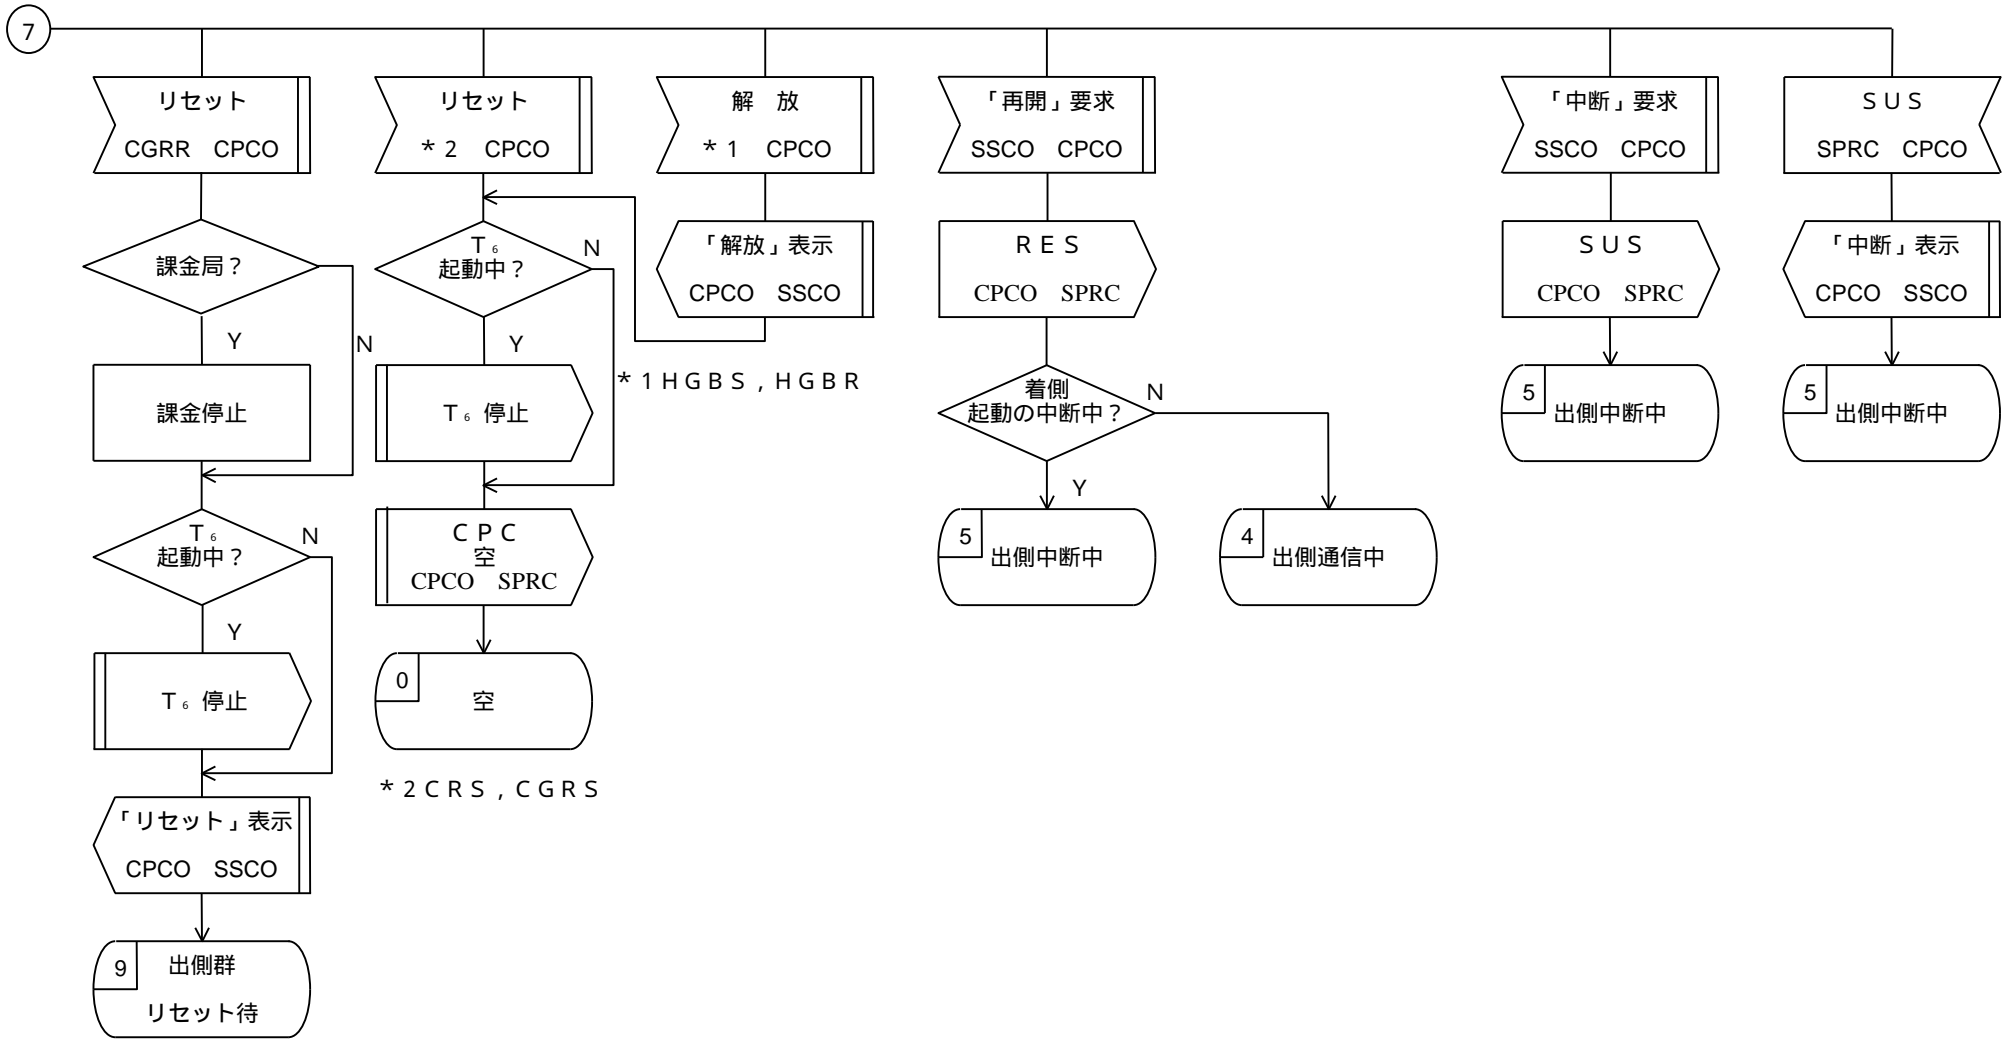 7
リセット
CGRR CPCO
課金局?
Y
N
課金停止
T₆
起動中?
N
Y
T₆ 停止
「リセット」表示
CPCO SSCO
9
出側群
リセット待
リセット
*2 CPCO
T₆
起動中?
N
Y
T₆ 停止
CPC
空
CPCO SPRC
0
空
*2CRS,CGRS
解 放
*1 CPCO
「解放」表示
CPCO SSCO
*1HGBS,HGBR
「再開」要求
SSCO CPCO
RES
CPCO SPRC
着側
起動の中断中?
N
Y
5
出側中断中
4
出側通信中
「中断」要求
SSCO CPCO
SUS
CPCO SPRC
5
出側中断中
SUS
SPRC CPCO
「中断」表示
CPCO SSCO
5
出側中断中